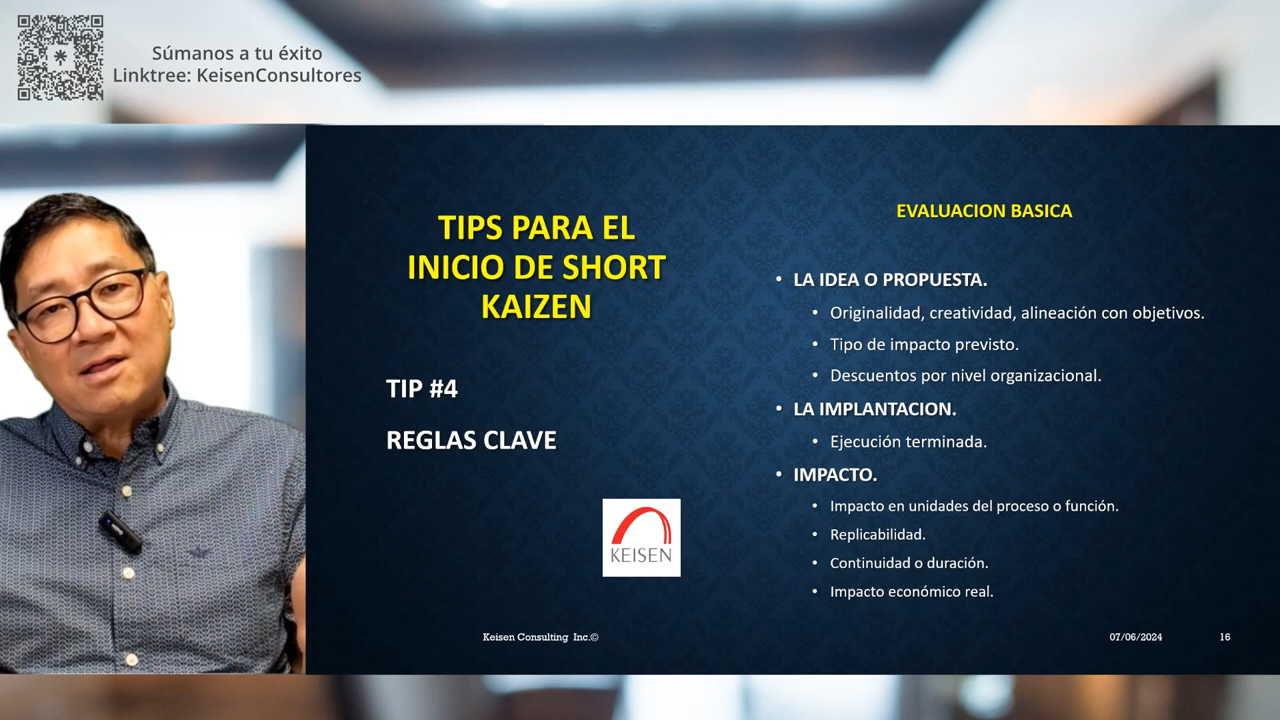 Súmanos a tu éxito
Linktree: KeisenConsultores
TIPS PARA EL
INICIO DE SHORT
KAIZEN
TIP #4
REGLAS CLAVE
KEISEN
EVALUACION BASICA
• LA IDEA O PROPUESTA.
• Originalidad, creatividad, alineación con objetivos.
• Tipo de impacto previsto.
• Descuentos por nivel organizacional.
• LA IMPLANTACION.
• Ejecución terminada.
• IMPACTO.
• Impacto en unidades del proceso o función.
• Replicabilidad.
• Continuidad o duración.
• Impacto económico real.
Keisen Consulting Inc.©
07/06/2024
16